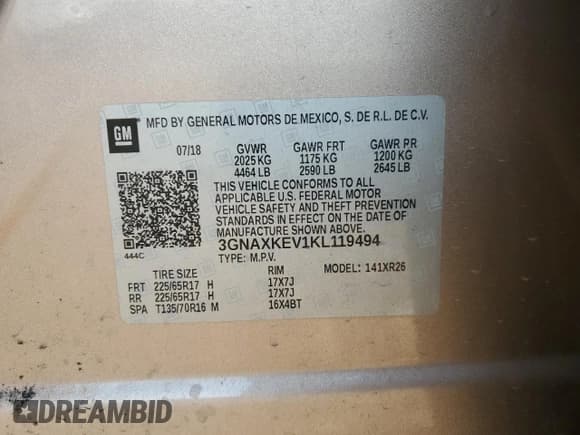 GM MFD BY GENERAL MOTORS DE MEXICO, S. DE R.L. DE C.V.
07/18 GVWR GAWR FRT GAWR PR
2025 KG 1175 KG 1200 KG
4464 LB 2590 LB 2645 LB
THIS VEHICLE CONFORMS TO ALL
APPLICABLE U.S. FEDERAL MOTOR
VEHICLE SAFETY AND THEFT PREVENTION
STANDARDS IN EFFECT ON THE DATE OF
MANUFACTURE SHOWN ABOVE.
444C 3GNAXKEV1KL119494
TYPE: M.P.V.
TIRE SIZE RIM MODEL: 141XR26
FRT 225/65R17 H 17X7J
RR 225/65R17 H 17X7J
SPA T135/70R16 M 16X4BT
DREAMBID